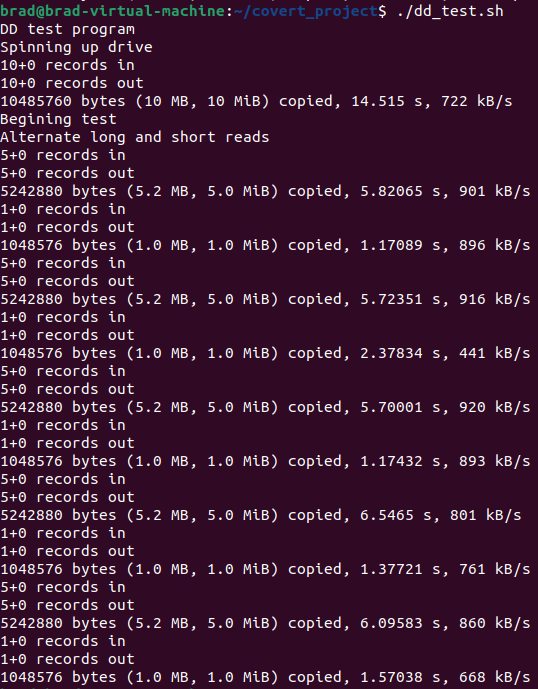 brad@brad-virtual-machine:~/covert_project$ ./dd_test.sh
DD test program
Spinning up drive
10+0 records in
10+0 records out
10485760 bytes (10 MB, 10 MiB) copied, 14.515 s, 722 kB/s
Begining test
Alternate long and short reads
5+0 records in
5+0 records out
5242880 bytes (5.2 MB, 5.0 MiB) copied, 5.82065 s, 901 kB/s
1+0 records in
1+0 records out
1048576 bytes (1.0 MB, 1.0 MiB) copied, 1.17089 s, 896 kB/s
5+0 records in
5+0 records out
5242880 bytes (5.2 MB, 5.0 MiB) copied, 5.72351 s, 916 kB/s
1+0 records in
1+0 records out
1048576 bytes (1.0 MB, 1.0 MiB) copied, 2.37834 s, 441 kB/s
5+0 records in
5+0 records out
5242880 bytes (5.2 MB, 5.0 MiB) copied, 5.70001 s, 920 kB/s
1+0 records in
1+0 records out
1048576 bytes (1.0 MB, 1.0 MiB) copied, 1.17432 s, 893 kB/s
5+0 records in
5+0 records out
5242880 bytes (5.2 MB, 5.0 MiB) copied, 6.5465 s, 801 kB/s
1+0 records in
1+0 records out
1048576 bytes (1.0 MB, 1.0 MiB) copied, 1.37721 s, 761 kB/s
5+0 records in
5+0 records out
5242880 bytes (5.2 MB, 5.0 MiB) copied, 6.09583 s, 860 kB/s
1+0 records in
1+0 records out
1048576 bytes (1.0 MB, 1.0 MiB) copied, 1.57038 s, 668 kB/s